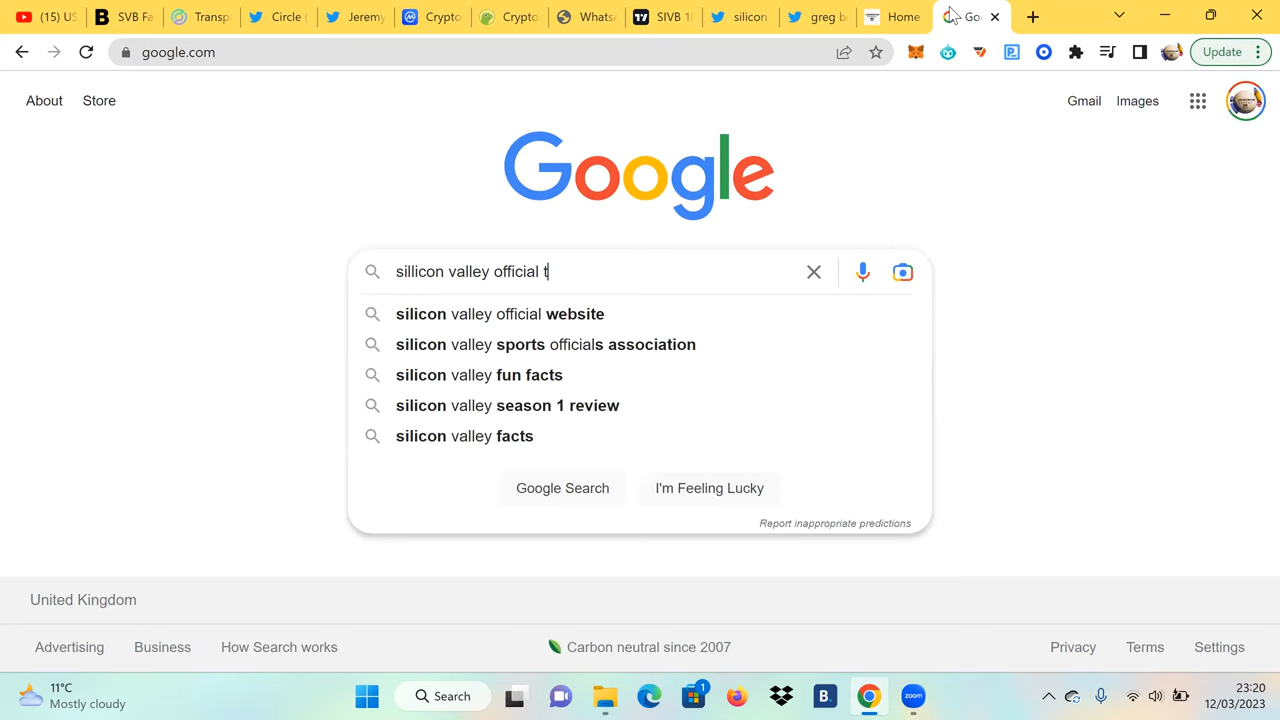 (15) US
SVB Fa
Transp
Circle (
Jeremy
Crypto
Crypto
Whats
SIVB 1
silicon
greg b
Home
Go
google.com
Update
About
Store
Gmail
Images
Google
sillicon valley official t
silicon valley official website
silicon valley sports officials association
silicon valley fun facts
silicon valley season 1 review
silicon valley facts
Google Search
I'm Feeling Lucky
Report inappropriate predictions
United Kingdom
Advertising
Business
How Search works
Carbon neutral since 2007
Privacy
Terms
Settings
11°C
Mostly cloudy
Search
1
B.
zoom
23:20
12/03/2023